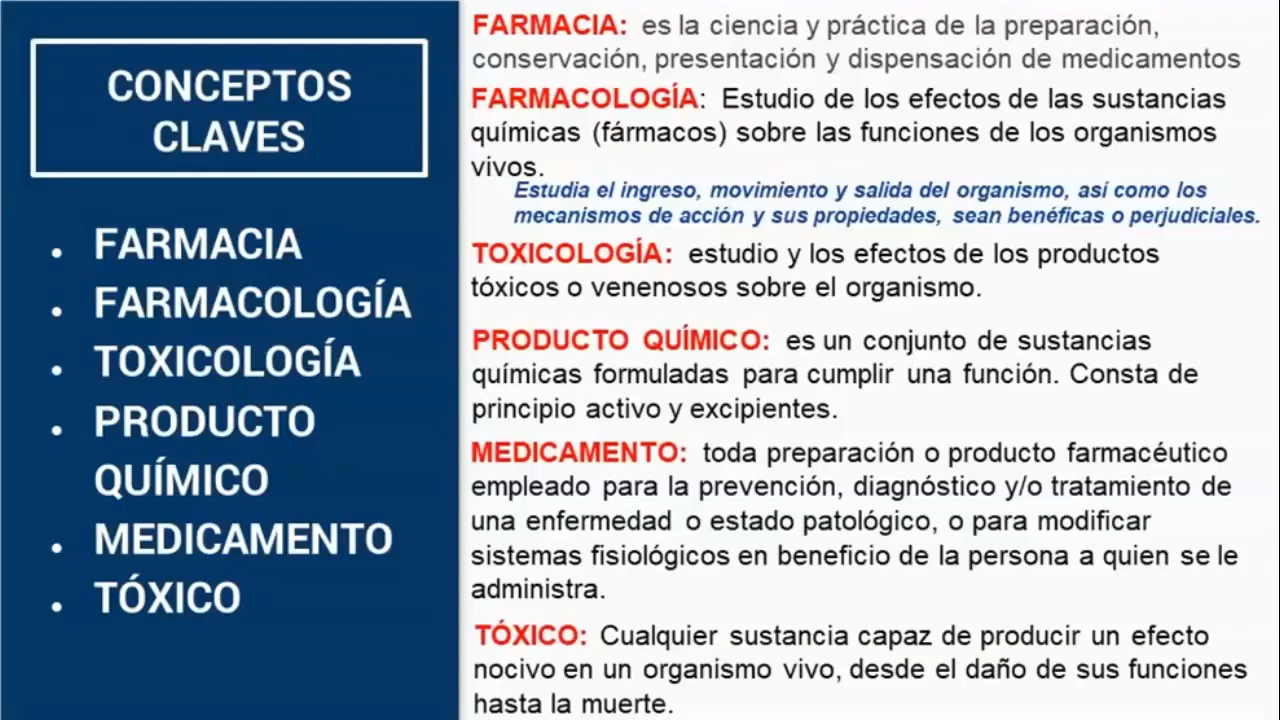 CONCEPTOS
CLAVES
. FARMACIA
. FARMACOLOGÍA
. TOXICOLOGÍA
. PRODUCTO
QUÍMICO
. MEDICAMENTO
. TÓXICO
FARMACIA: es la ciencia y práctica de la preparación,
conservación, presentación y dispensación de medicamentos
FARMACOLOGÍA: Estudio de los efectos de las sustancias
químicas (fármacos) sobre las funciones de los organismos
vivos.
Estudia el ingreso, movimiento y salida del organismo, así como los
mecanismos de acción y sus propiedades, sean benéficas o perjudiciales.
TOXICOLOGÍA: estudio y los efectos de los productos
tóxicos o venenosos sobre el organismo.
PRODUCTO QUÍMICO: es un conjunto de sustancias
químicas formuladas para cumplir una función. Consta de
principio activo y excipientes.
MEDICAMENTO: toda preparación o producto farmacéutico
empleado para la prevención, diagnóstico y/o tratamiento de
una enfermedad o estado patológico, o para modificar
sistemas fisiológicos en beneficio de la persona a quien se le
administra.
TÓXICO: Cualquier sustancia capaz de producir un efecto
nocivo en un organismo vivo, desde el daño de sus funciones
hasta la muerte.